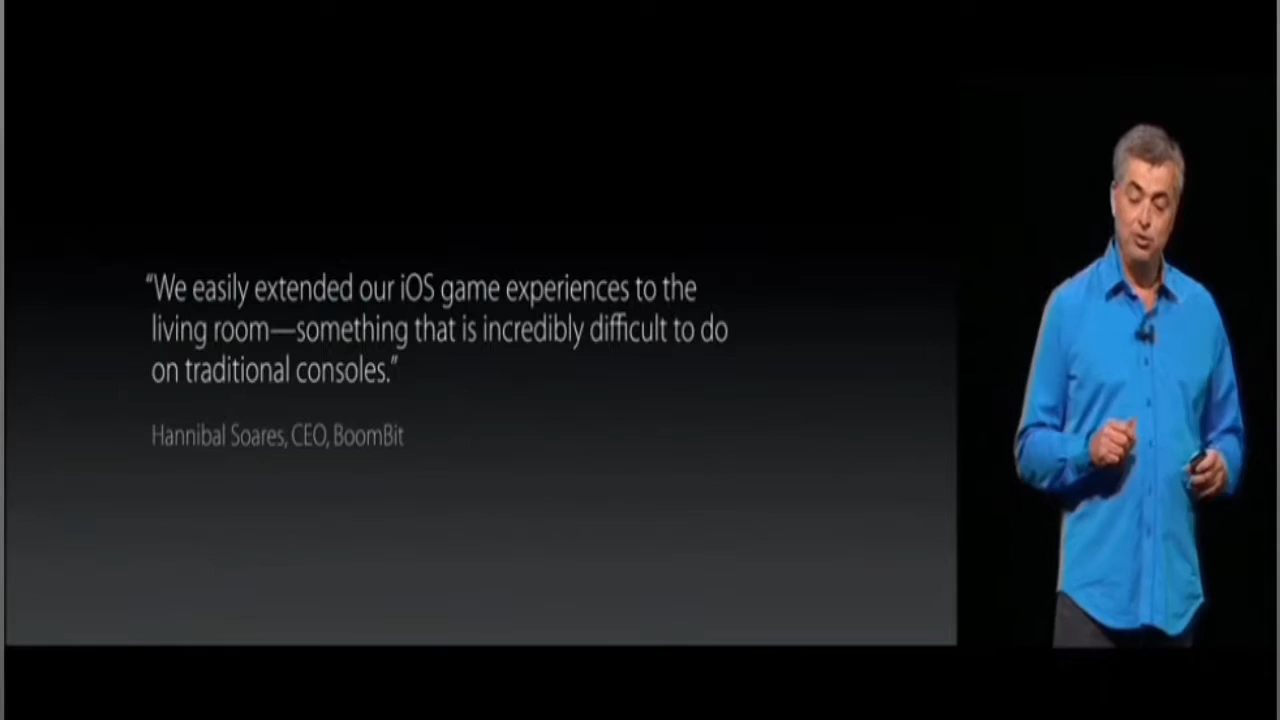 “We easily extended our iOS game experiences to the
living room—something that is incredibly difficult to do
on traditional consoles.”
Hannibal Soares, CEO, BoomBit